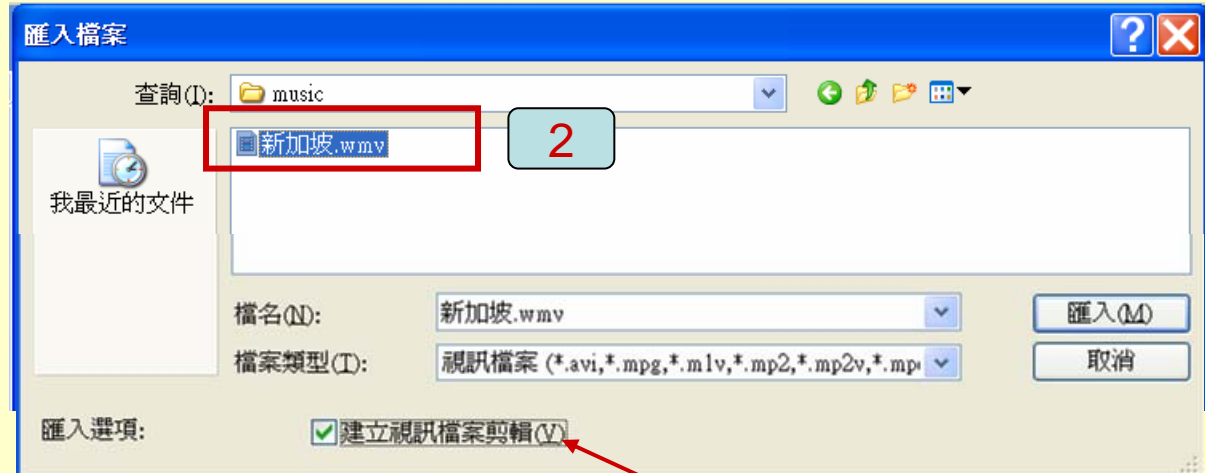 匯入檔案
查詢(I): music
新加坡.wmv
2
我最近的文件
檔名(N): 新加坡.wmv 匯入(M)
檔案類型(T): 視訊檔案 (*.avi,*.mpg,*.m1v,*.mp2,*.mp2v,*.mp 取消
匯入選項: 建立視訊檔案剪輯(V)